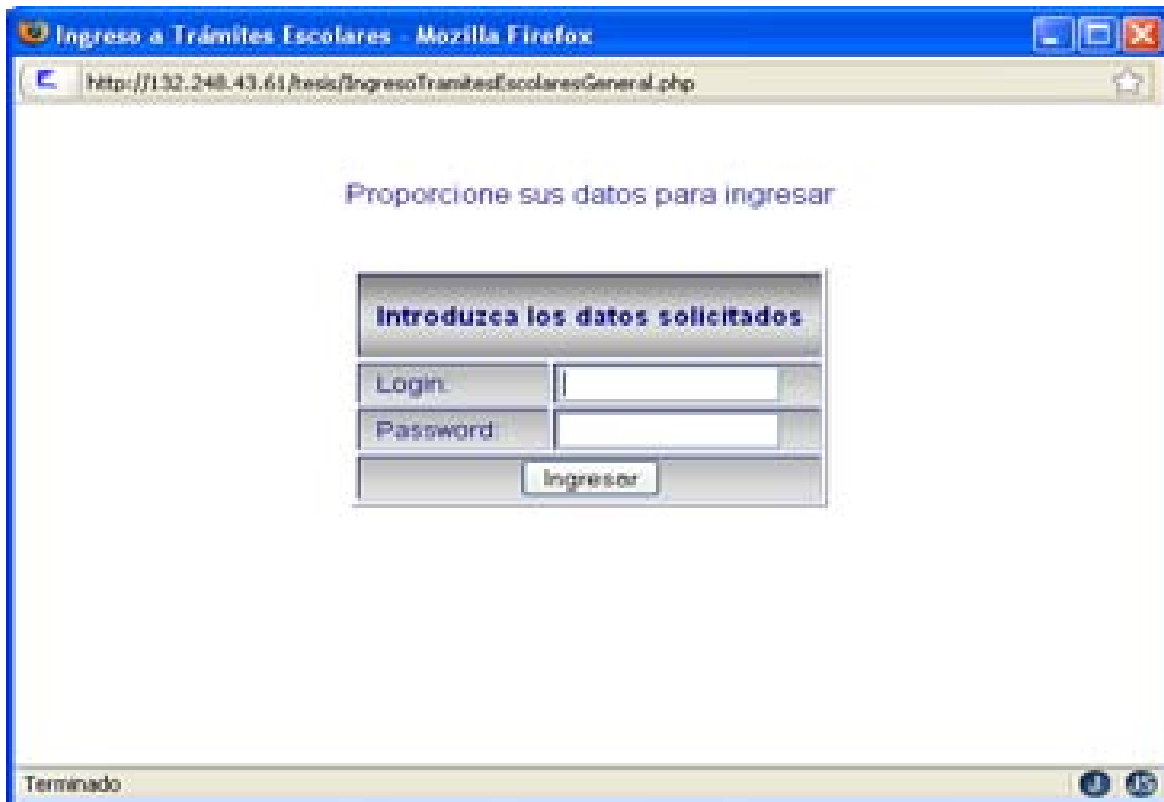 Ingreso a Trámites Escolares - Mozilla Firefox
http://132.248.43.61/tesis/IngresoTramitesEscolaresGeneral.php
Proporcione sus datos para ingresar
Introduzca los datos solicitados
Login:
Password:
Ingresar
Terminado